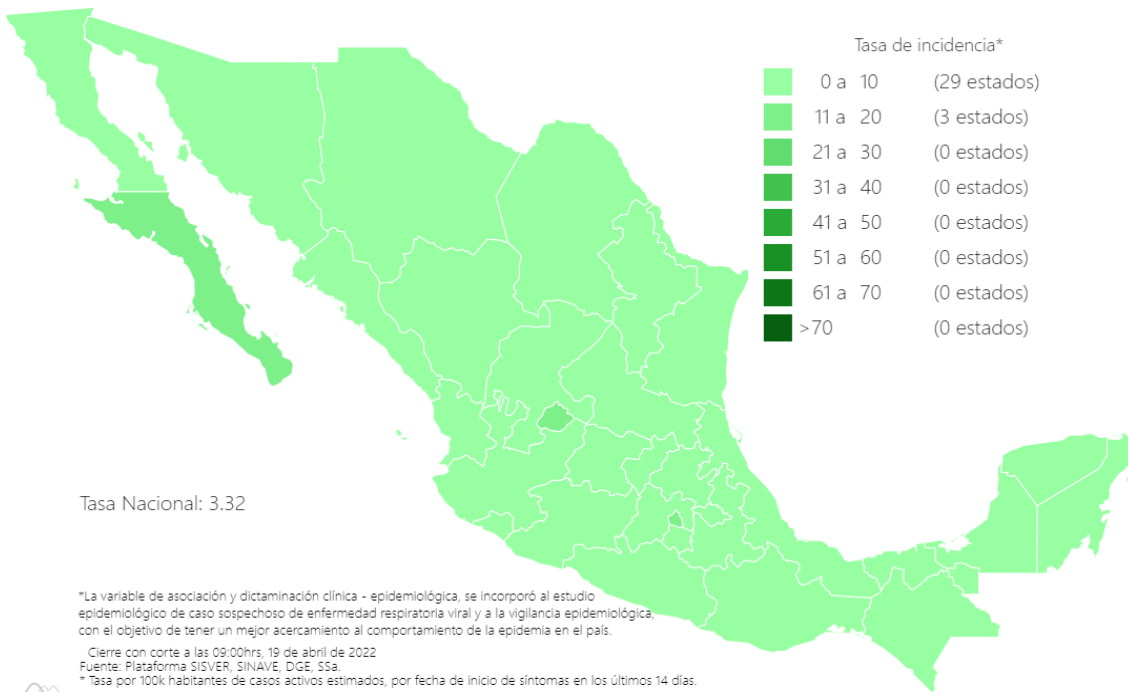 Tasa de incidencia*
0 a 10 (29 estados)
11 a 20 (3 estados)
21 a 30 (0 estados)
31 a 40 (0 estados)
41 a 50 (0 estados)
51 a 60 (0 estados)
61 a 70 (0 estados)
>70 (0 estados)
Tasa Nacional: 3.32
*La variable de asociación y dictaminación clínica - epidemiológica, se incorporó al estudio
epidemiológico de caso sospechoso de enfermedad respiratoria viral y a la vigilancia epidemiológica,
con el objetivo de tener un mejor acercamiento al comportamiento de la epidemia en el país.
Cierre con corte a las 09:00hrs, 19 de abril de 2022
Fuente: Plataforma SISVER, SINAVE, DGE, SSa.
* Tasa por 100k habitantes de casos activos estimados, por fecha de inicio de síntomas en los últimos 14 días.